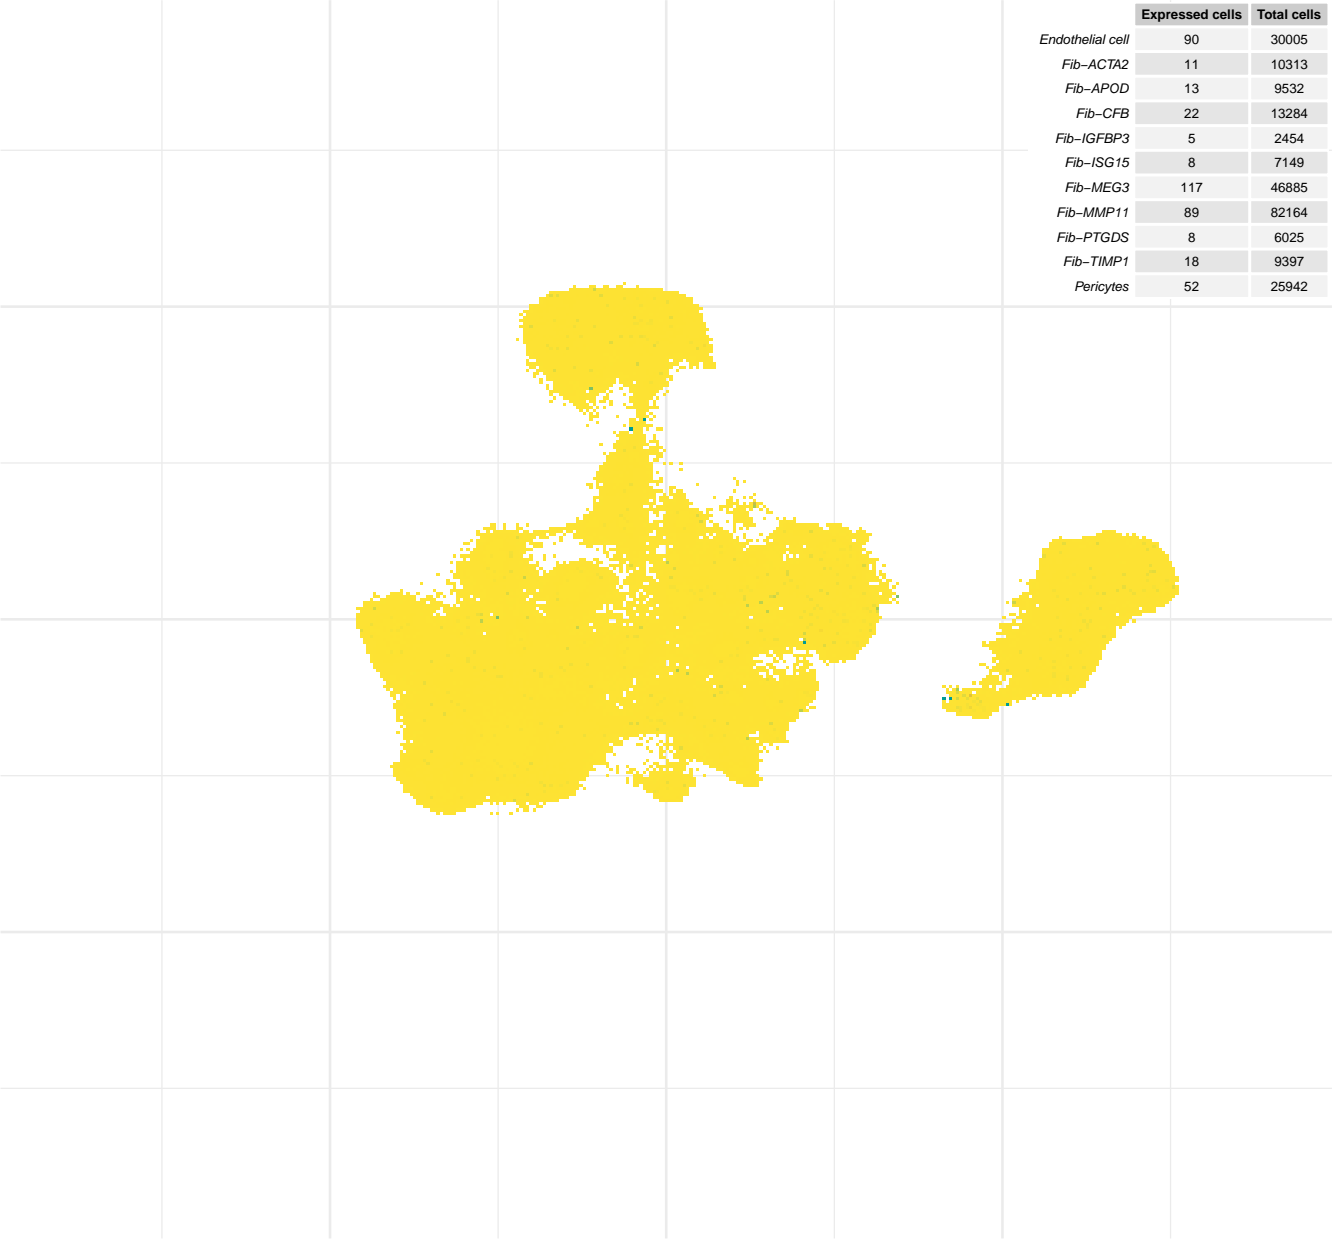 Expressed cells Total cells
Endothelial cell 90 30005
Fib−ACTA2 11 10313
Fib−APOD 13 9532
Fib−CFB 22 13284
Fib−IGFBP3 5 2454
Fib−ISG15 8 7149
Fib−MEG3 117 46885
Fib−MMP11 89 82164
Fib−PTGDS 8 6025
Fib−TIMP1 18 9397
Pericytes 52 25942